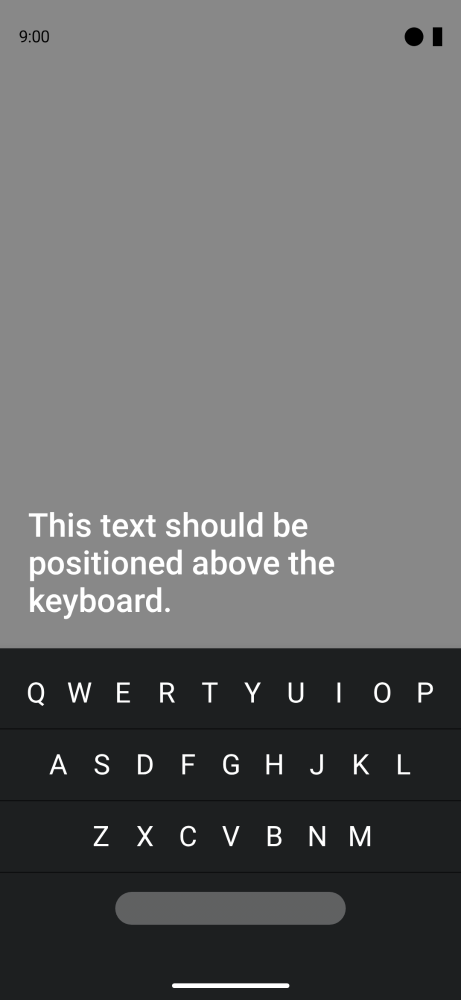 9:00
This text should be
positioned above the
keyboard.
Q W E R T Y U I O P
A S D F G H J K L
Z X C V B N M